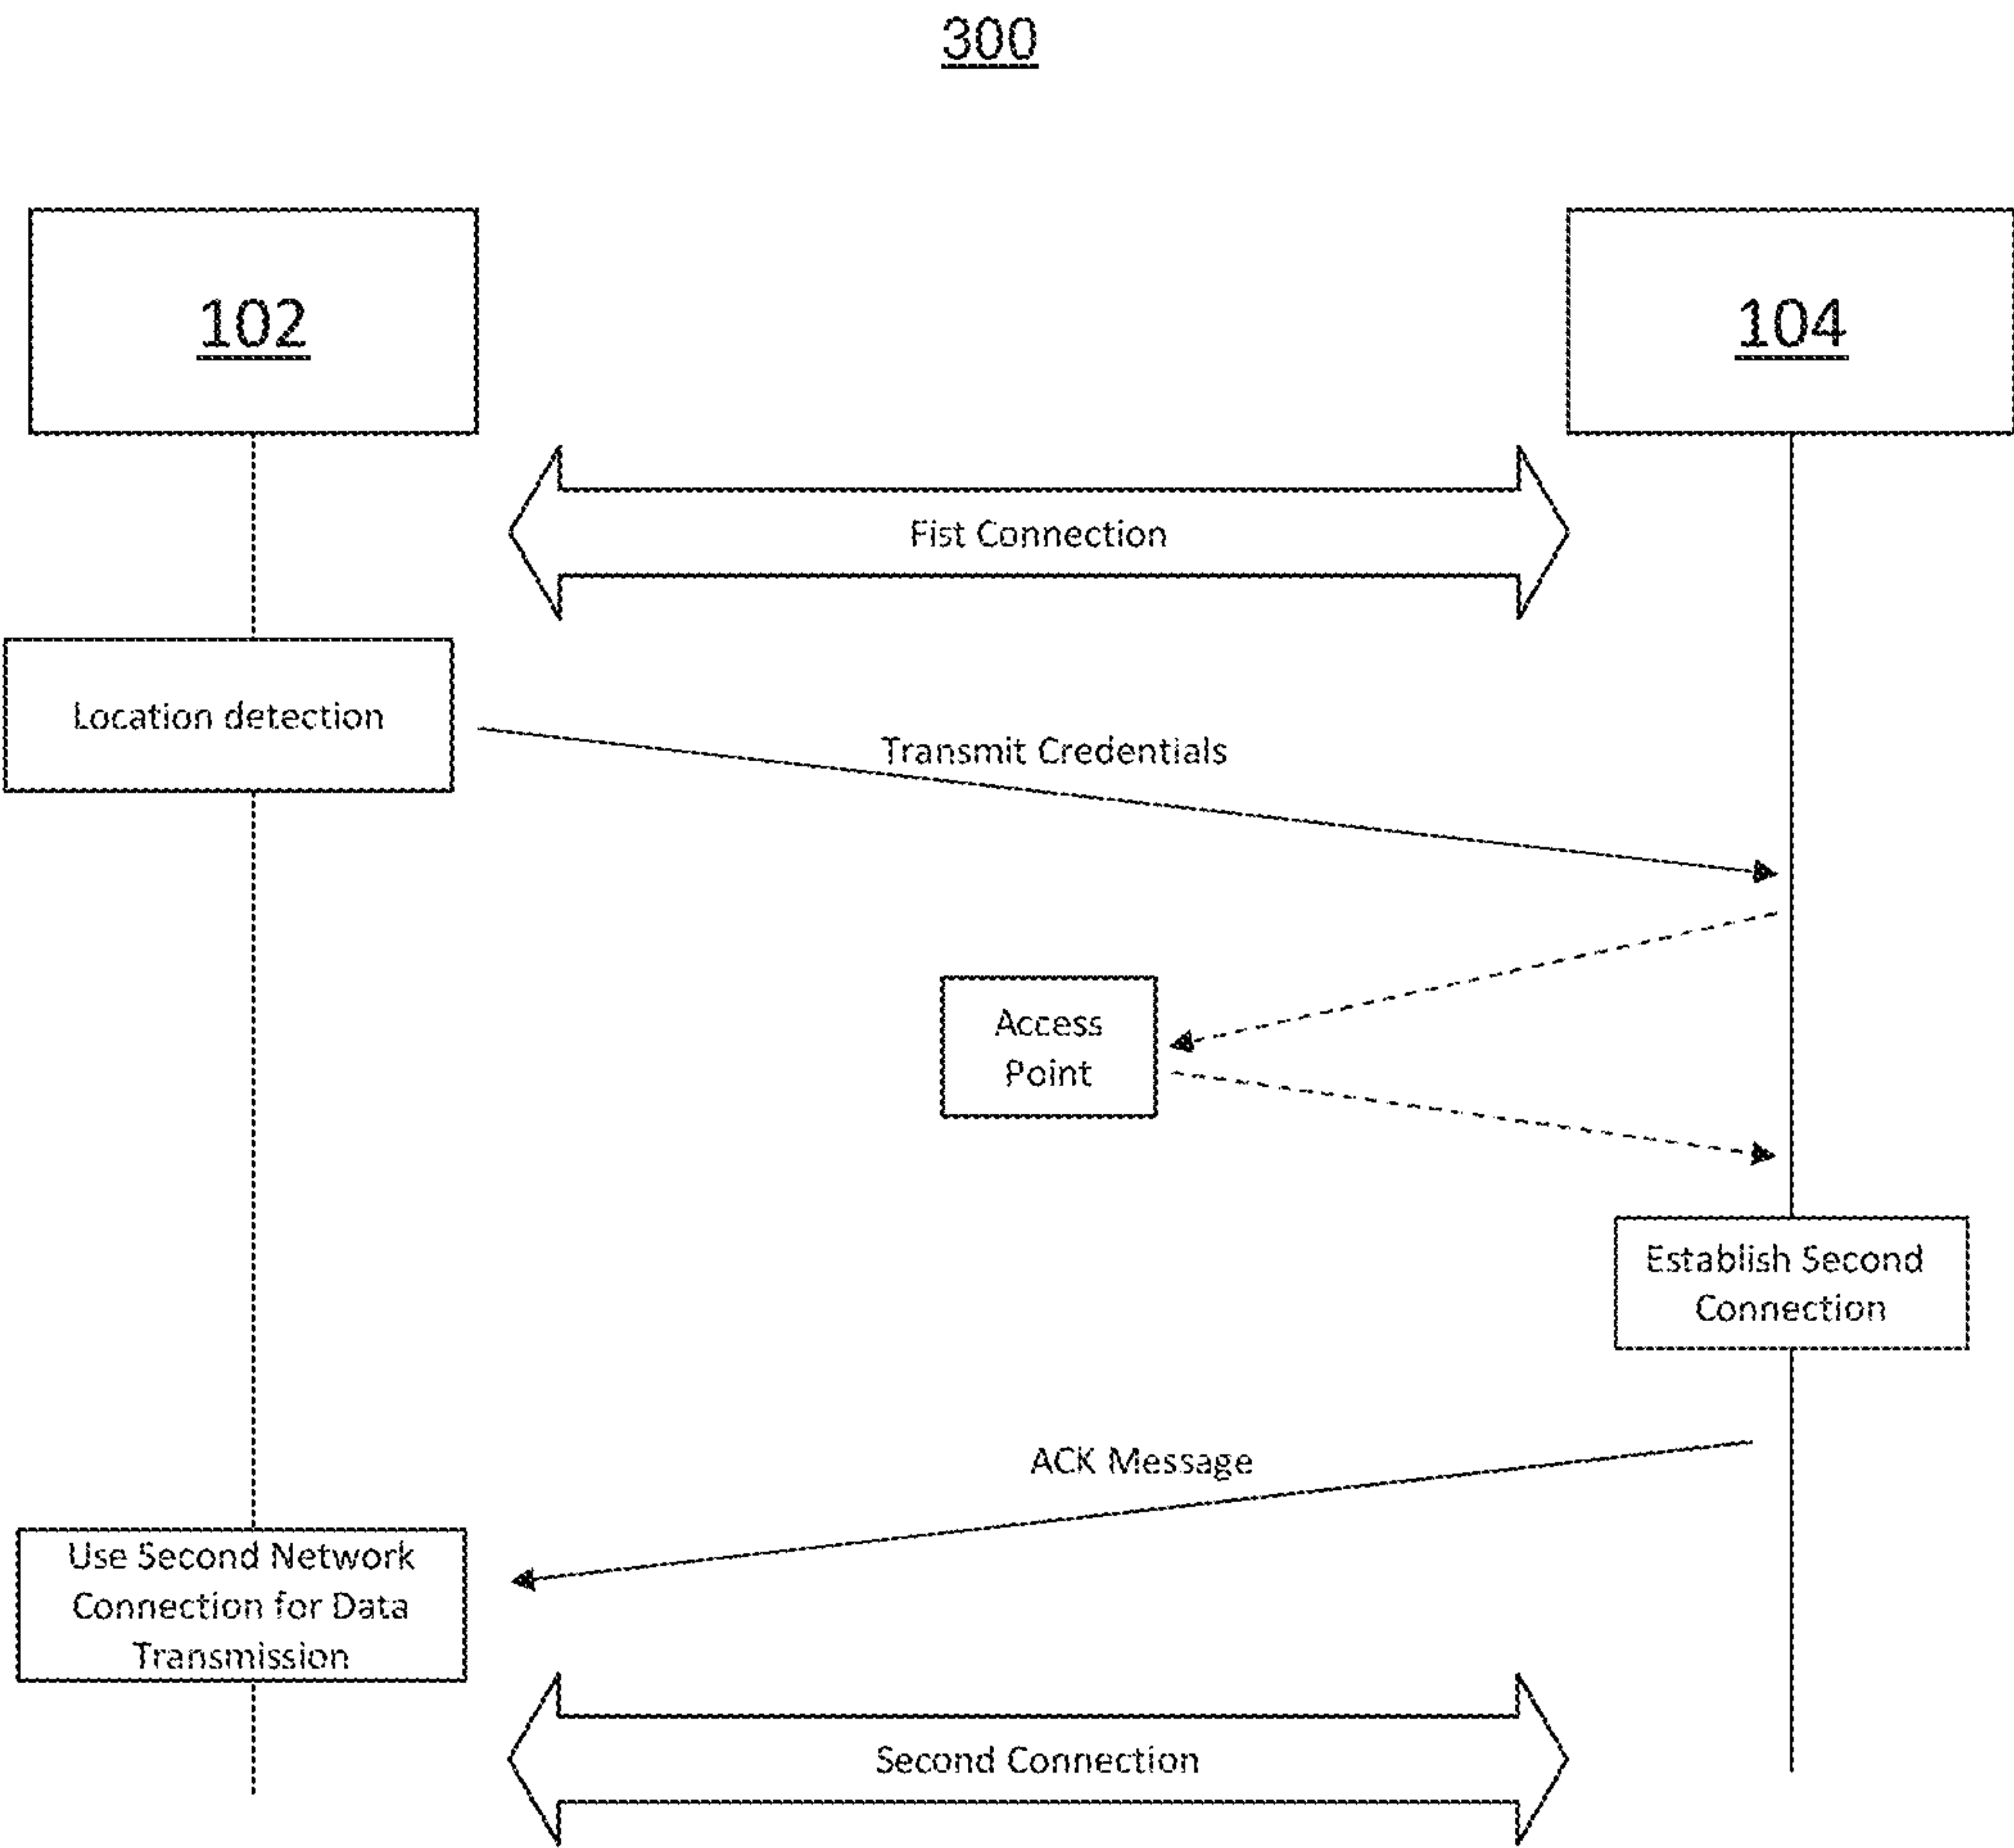 300
102
104
Fist Connection
Location detection
Transmit Credentials
Access
Point
Establish Second
Connection
ACK Message
Use Second Network
Connection for Data
Transmission
Second Connection